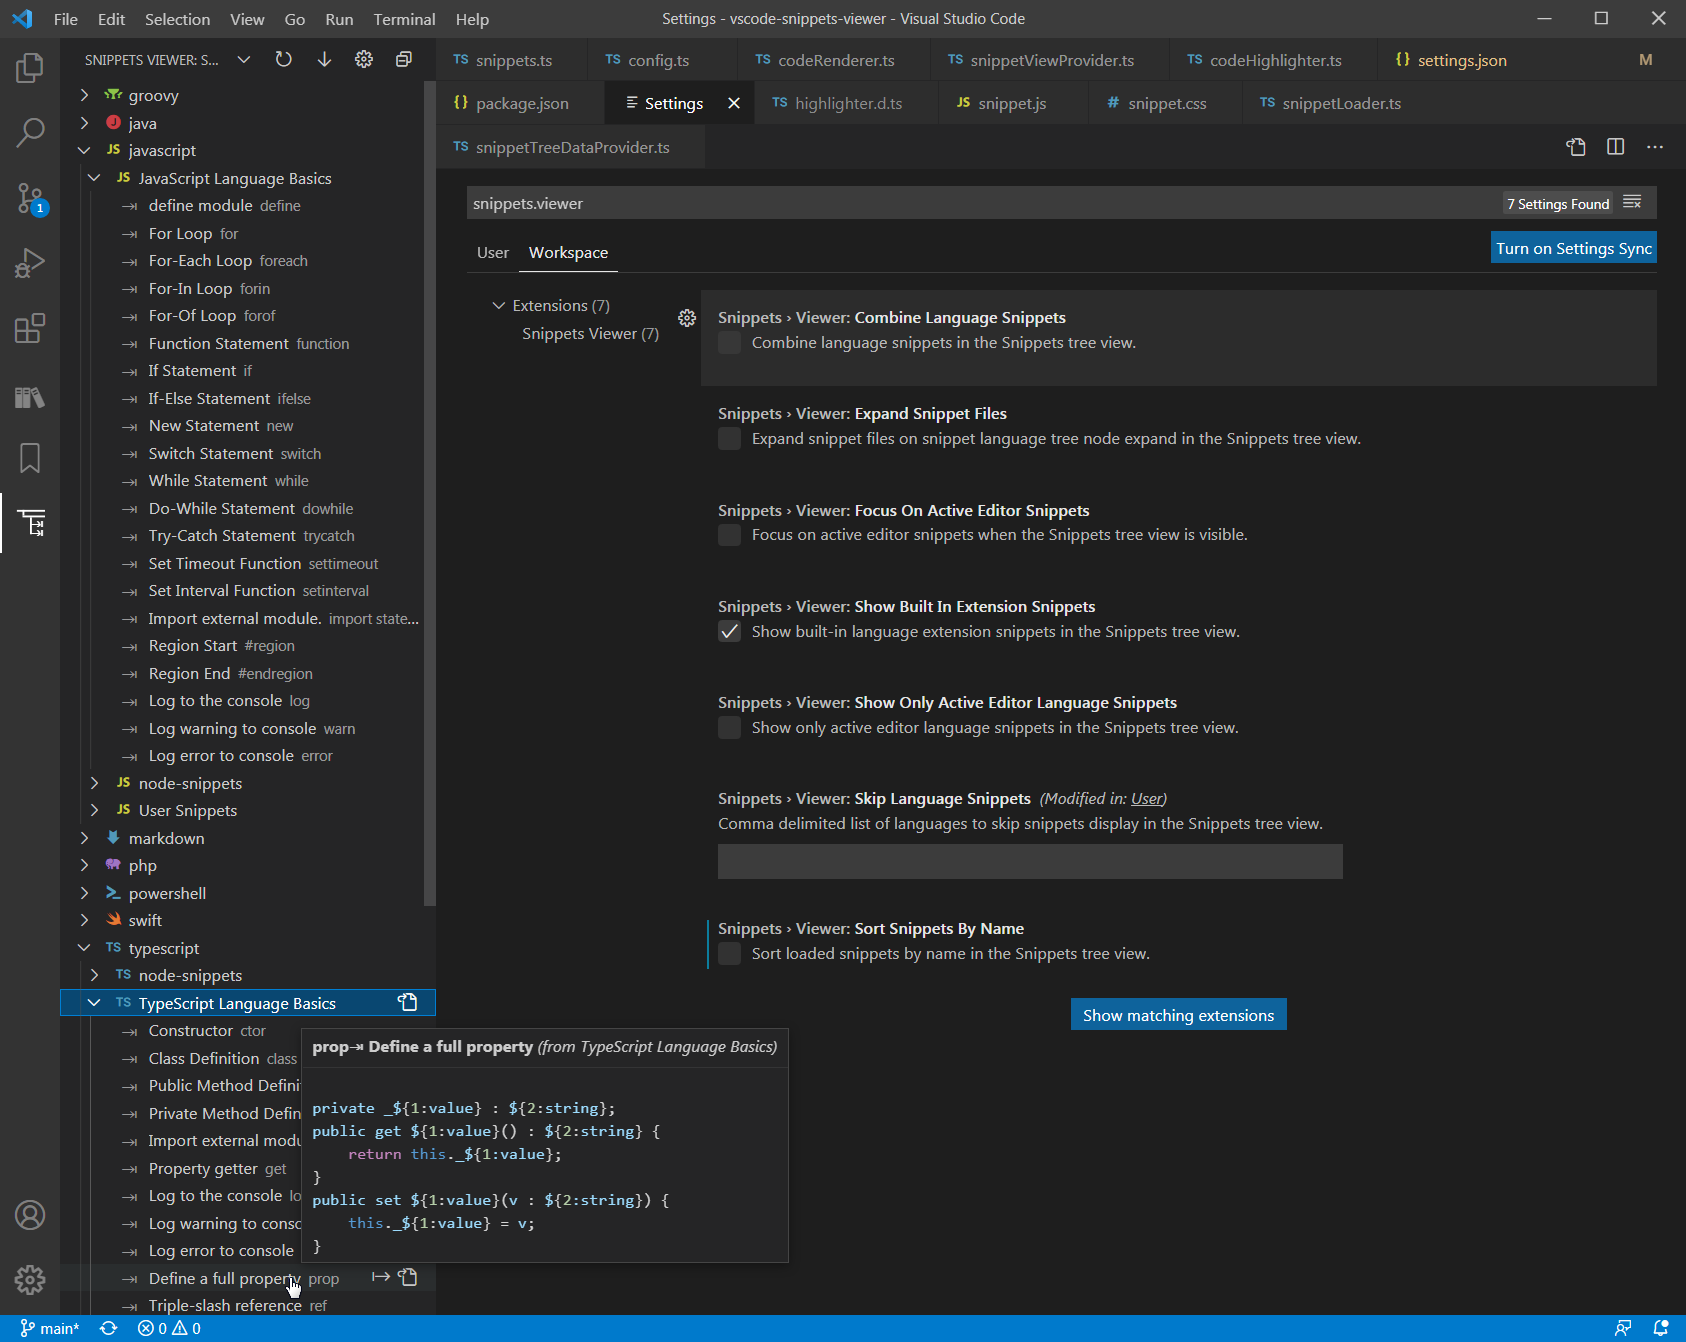 File Edit Selection View Go Run Terminal Help
Settings - vscode-snippets-viewer - Visual Studio Code
SNIPPETS VIEWER: S...
groovy
J java
JS javascript
JS JavaScript Language Basics
define module define
For Loop for
For-Each Loop foreach
For-In Loop forin
For-Of Loop forof
Function Statement function
If Statement if
If-Else Statement ifelse
New Statement new
Switch Statement switch
While Statement while
Do-While Statement dowhile
Try-Catch Statement trycatch
Set Timeout Function settimeout
Set Interval Function setinterval
Import external module. import state...
Region Start #region
Region End #endregion
Log to the console log
Log warning to console warn
Log error to console error
JS node-snippets
JS User Snippets
markdown
php
powershell
swift
TS typescript
TS node-snippets
TS TypeScript Language Basics
Constructor ctor
Class Definition class
Public Method Defini
Private Method Defin
Import external modu
Property getter get
Log to the console lo
Log warning to consc
Log error to console
Define a full property prop
Triple-slash reference ref
1
TS snippets.ts
TS config.ts
TS codeRenderer.ts
TS snippetViewProvider.ts
TS codeHighlighter.ts
{} settings.json M
{} package.json
Settings
TS highlighter.d.ts
JS snippet.js
# snippet.css
TS snippetLoader.ts
TS snippetTreeDataProvider.ts
snippets.viewer
7 Settings Found
User Workspace
Turn on Settings Sync
Extensions (7)
Snippets Viewer (7)
Snippets › Viewer: Combine Language Snippets
Combine language snippets in the Snippets tree view.
Snippets › Viewer: Expand Snippet Files
Expand snippet files on snippet language tree node expand in the Snippets tree view.
Snippets › Viewer: Focus On Active Editor Snippets
Focus on active editor snippets when the Snippets tree view is visible.
Snippets › Viewer: Show Built In Extension Snippets
Show built-in language extension snippets in the Snippets tree view.
Snippets › Viewer: Show Only Active Editor Language Snippets
Show only active editor language snippets in the Snippets tree view.
Snippets › Viewer: Skip Language Snippets (Modified in: User)
Comma delimited list of languages to skip snippets display in the Snippets tree view.
Snippets › Viewer: Sort Snippets By Name
Sort loaded snippets by name in the Snippets tree view.
Show matching extensions
prop⇥ Define a full property (from TypeScript Language Basics)
private _${1:value} : ${2:string};
public get ${1:value}() : ${2:string} {
return this._${1:value};
}
public set ${1:value}(v : ${2:string}) {
this._${1:value} = v;
}
main* 0 0